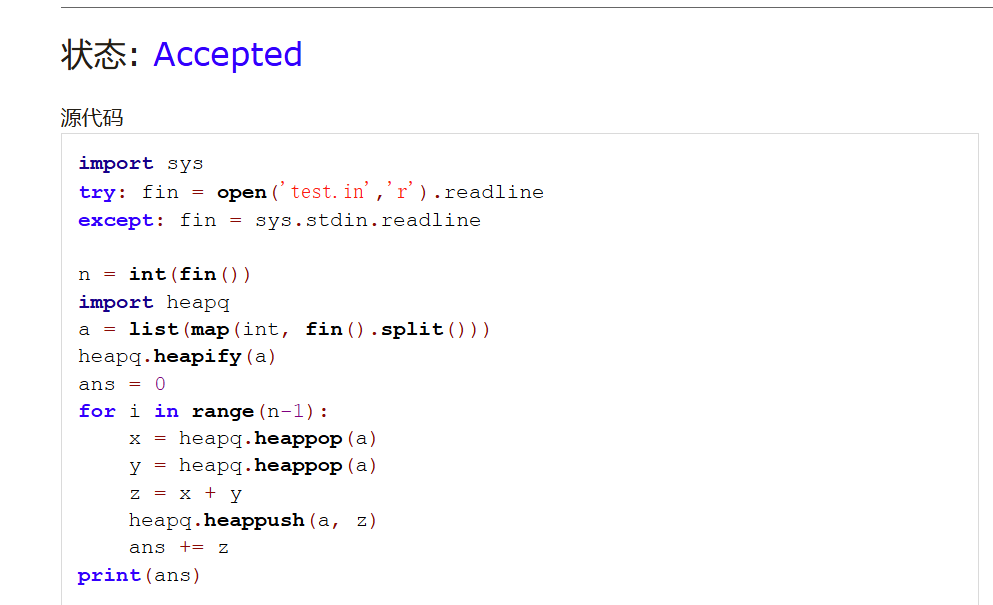 状态: Accepted
源代码
import sys
try: fin = open('test.in','r').readline
except: fin = sys.stdin.readline
n = int(fin())
import heapq
a = list(map(int, fin().split()))
heapq.heapify(a)
ans = 0
for i in range(n-1):
    x = heapq.heappop(a)
    y = heapq.heappop(a)
    z = x + y
    heapq.heappush(a, z)
    ans += z
print(ans)